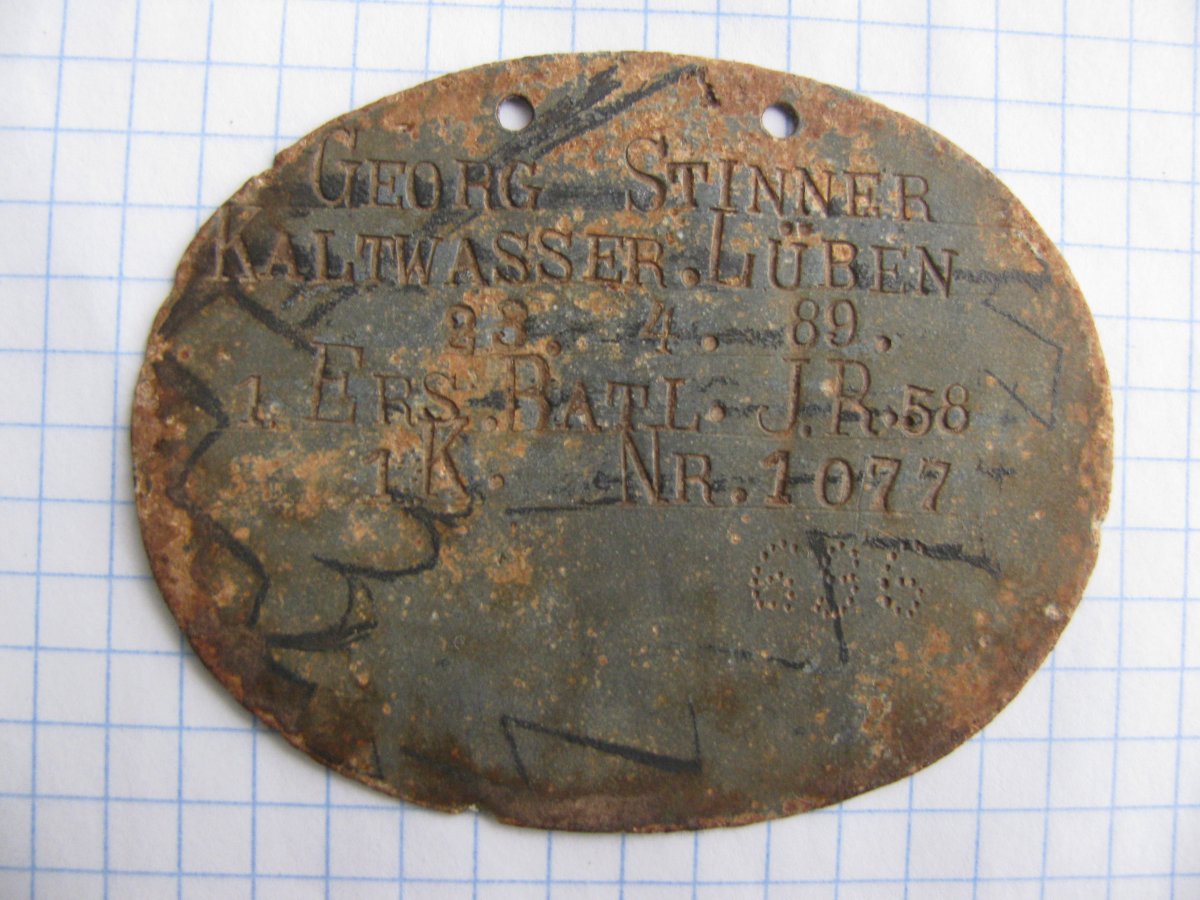 GEORG STINNER
KALTWASSER. LÜBEN
23. 4. 89.
1. ERS. BATL. J.R. 58
1 K. NR. 1077